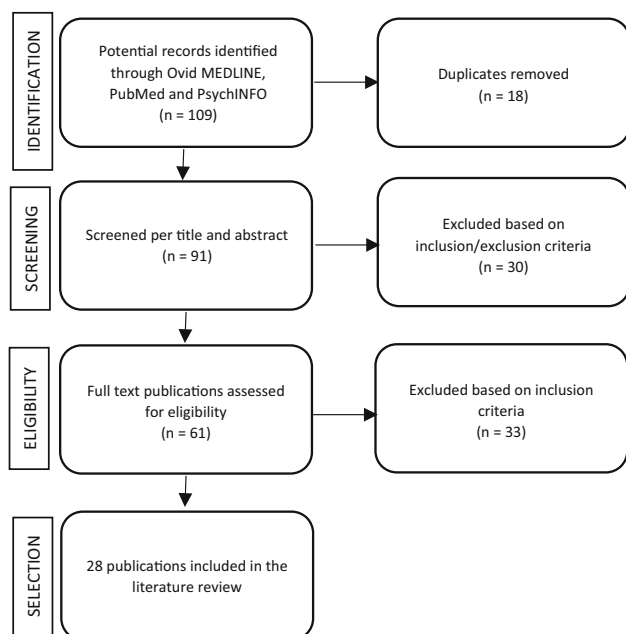 IDENTIFICATION
Potential records identified
through Ovid MEDLINE,
PubMed and PsychINFO
(n = 109)
Duplicates removed
(n = 18)
SCREENING
Screened per title and abstract
(n = 91)
Excluded based on
inclusion/exclusion criteria
(n = 30)
ELIGIBILITY
Full text publications assessed
for eligibility
(n = 61)
Excluded based on inclusion
criteria
(n = 33)
SELECTION
28 publications included in the
literature review